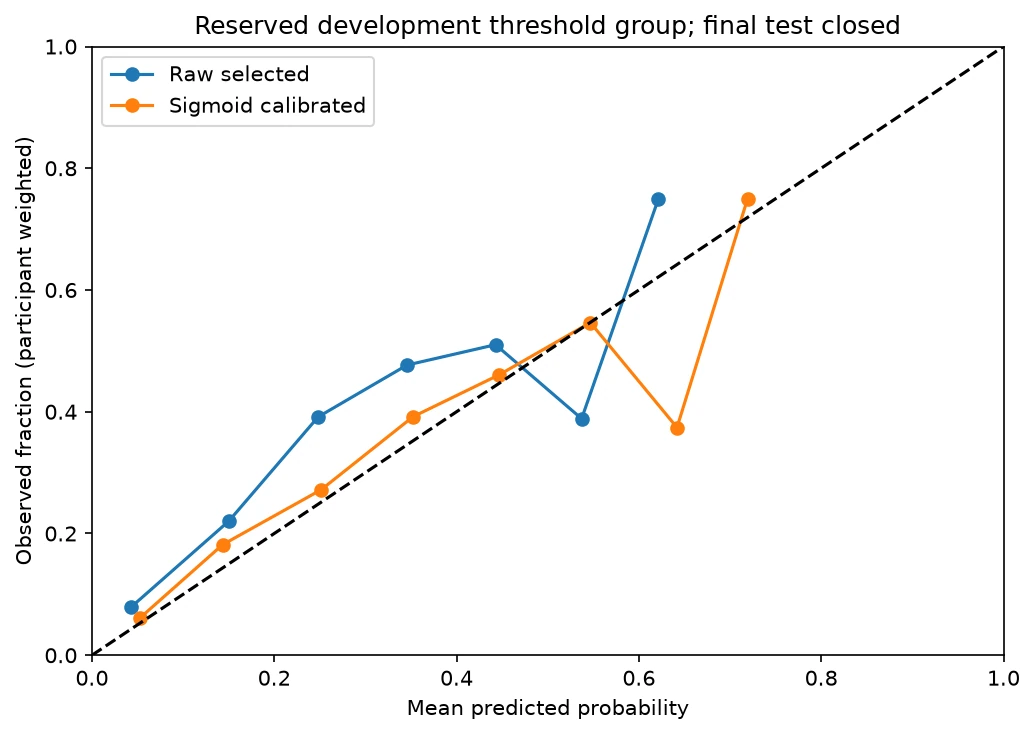 Reserved development threshold group; final test closed
Raw selected
Sigmoid calibrated
Observed fraction (participant weighted)
1.0
0.8
0.6
0.4
0.2
0.0
0.0 0.2 0.4 0.6 0.8 1.0
Mean predicted probability